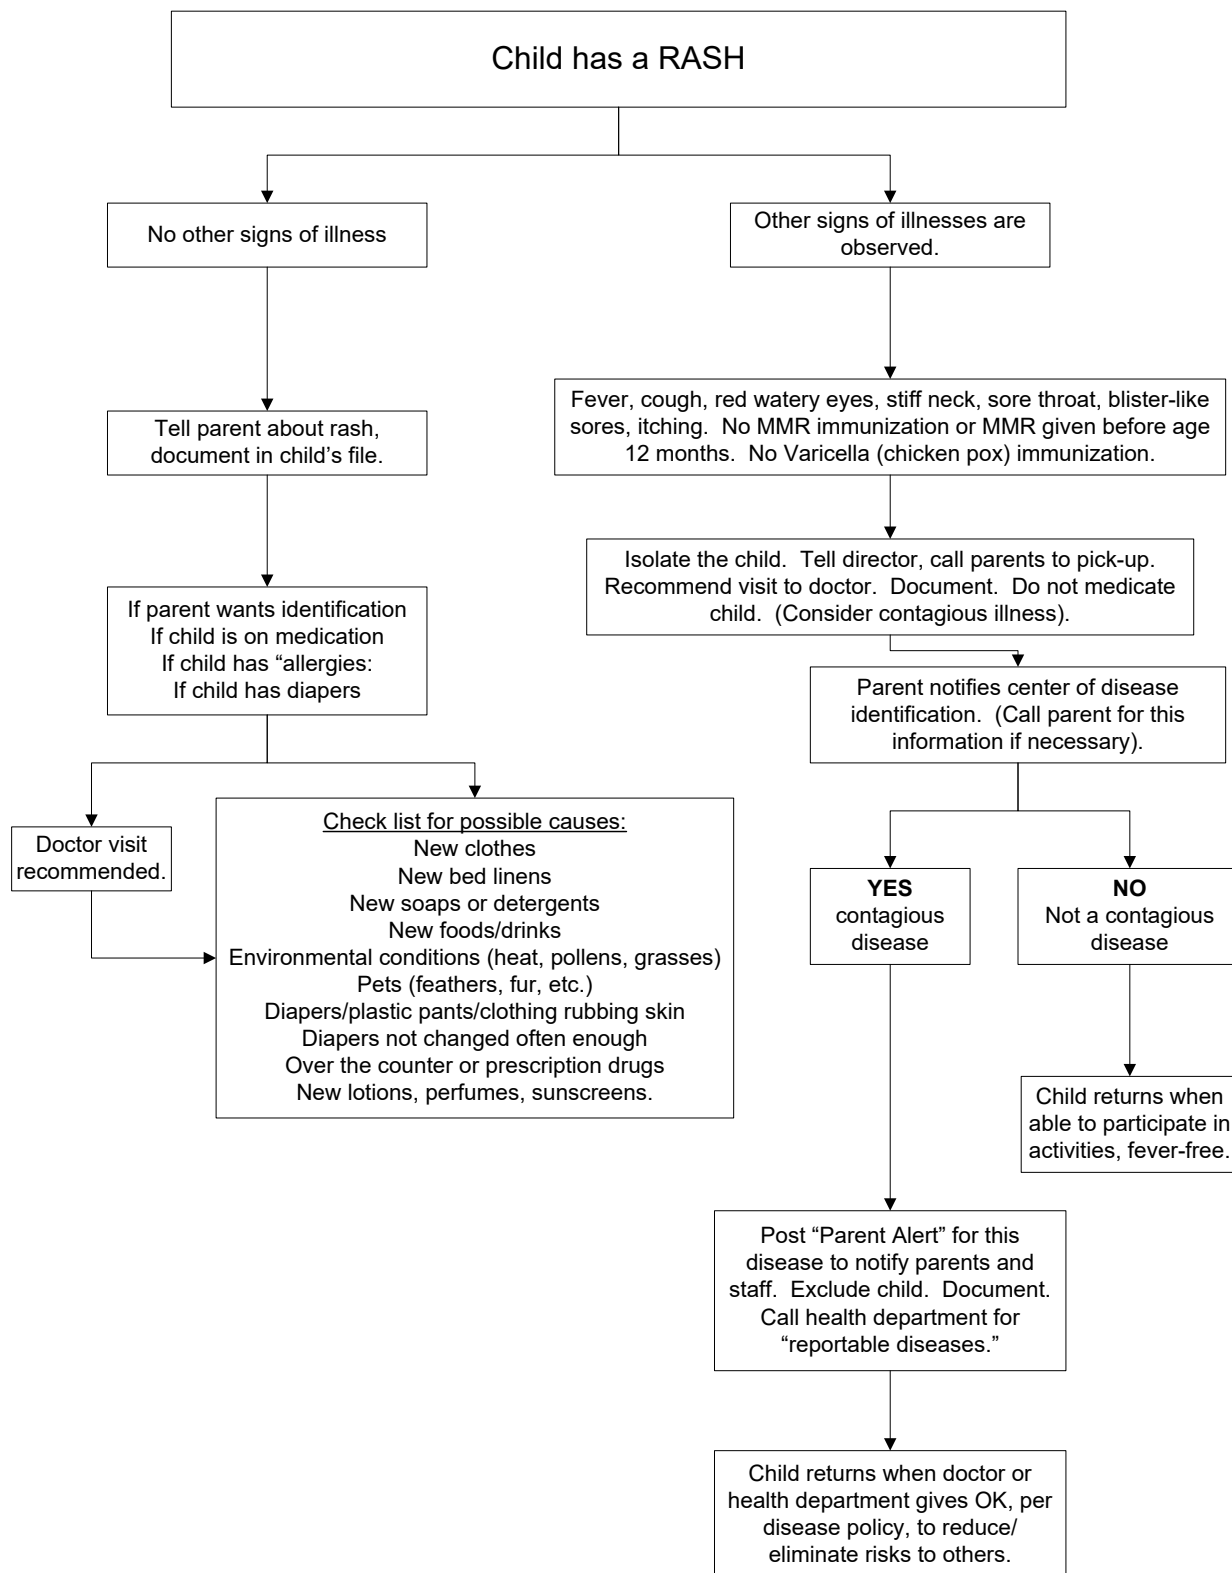 Child has a RASH
No other signs of illness
Other signs of illnesses are
observed.
Tell parent about rash,
document in child’s file.
Fever, cough, red watery eyes, stiff neck, sore throat, blister-like
sores, itching.  No MMR immunization or MMR given before age
12 months.  No Varicella (chicken pox) immunization.
Isolate the child.  Tell director, call parents to pick-up.
Recommend visit to doctor.  Document.  Do not medicate
child.  (Consider contagious illness).
If parent wants identification
If child is on medication
If child has “allergies:
If child has diapers
Parent notifies center of disease
identification.  (Call parent for this
information if necessary).
Doctor visit
recommended.
Check list for possible causes:
New clothes
New bed linens
New soaps or detergents
New foods/drinks
Environmental conditions (heat, pollens, grasses)
Pets (feathers, fur, etc.)
Diapers/plastic pants/clothing rubbing skin
Diapers not changed often enough
Over the counter or prescription drugs
New lotions, perfumes, sunscreens.
YES
contagious
disease
NO
Not a contagious
disease
Child returns when
able to participate in
activities, fever-free.
Post “Parent Alert” for this
disease to notify parents and
staff.  Exclude child.  Document.
Call health department for
“reportable diseases.”
Child returns when doctor or
health department gives OK, per
disease policy, to reduce/
eliminate risks to others.